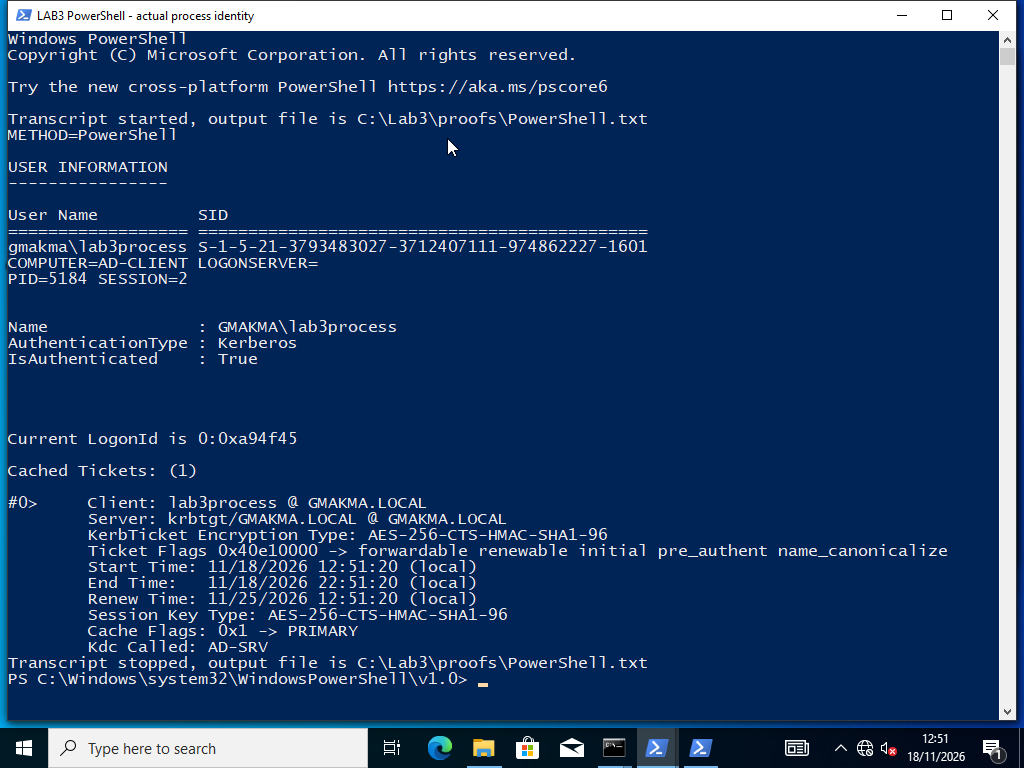 LAB3 PowerShell - actual process identity
Windows PowerShell
Copyright (C) Microsoft Corporation. All rights reserved.
Try the new cross-platform PowerShell https://aka.ms/pscore6
Transcript started, output file is C:\Lab3\proofs\PowerShell.txt
METHOD=PowerShell
USER INFORMATION
----------------
User Name          SID
================== =============================================
gmakma\lab3process S-1-5-21-3793483027-3712407111-974862227-1601
COMPUTER=AD-CLIENT LOGONSERVER=
PID=5184 SESSION=2
Name               : GMAKMA\lab3process
AuthenticationType : Kerberos
IsAuthenticated    : True
Current LogonId is 0:0xa94f45
Cached Tickets: (1)
#0>     Client: lab3process @ GMAKMA.LOCAL
        Server: krbtgt/GMAKMA.LOCAL @ GMAKMA.LOCAL
        KerbTicket Encryption Type: AES-256-CTS-HMAC-SHA1-96
        Ticket Flags 0x40e10000 -> forwardable renewable initial pre_authent name_canonicalize
        Start Time: 11/18/2026 12:51:20 (local)
        End Time:   11/18/2026 22:51:20 (local)
        Renew Time: 11/25/2026 12:51:20 (local)
        Session Key Type: AES-256-CTS-HMAC-SHA1-96
        Cache Flags: 0x1 -> PRIMARY
        Kdc Called: AD-SRV
Transcript stopped, output file is C:\Lab3\proofs\PowerShell.txt
PS C:\Windows\system32\WindowsPowerShell\v1.0>
Type here to search
12:51
18/11/2026
1